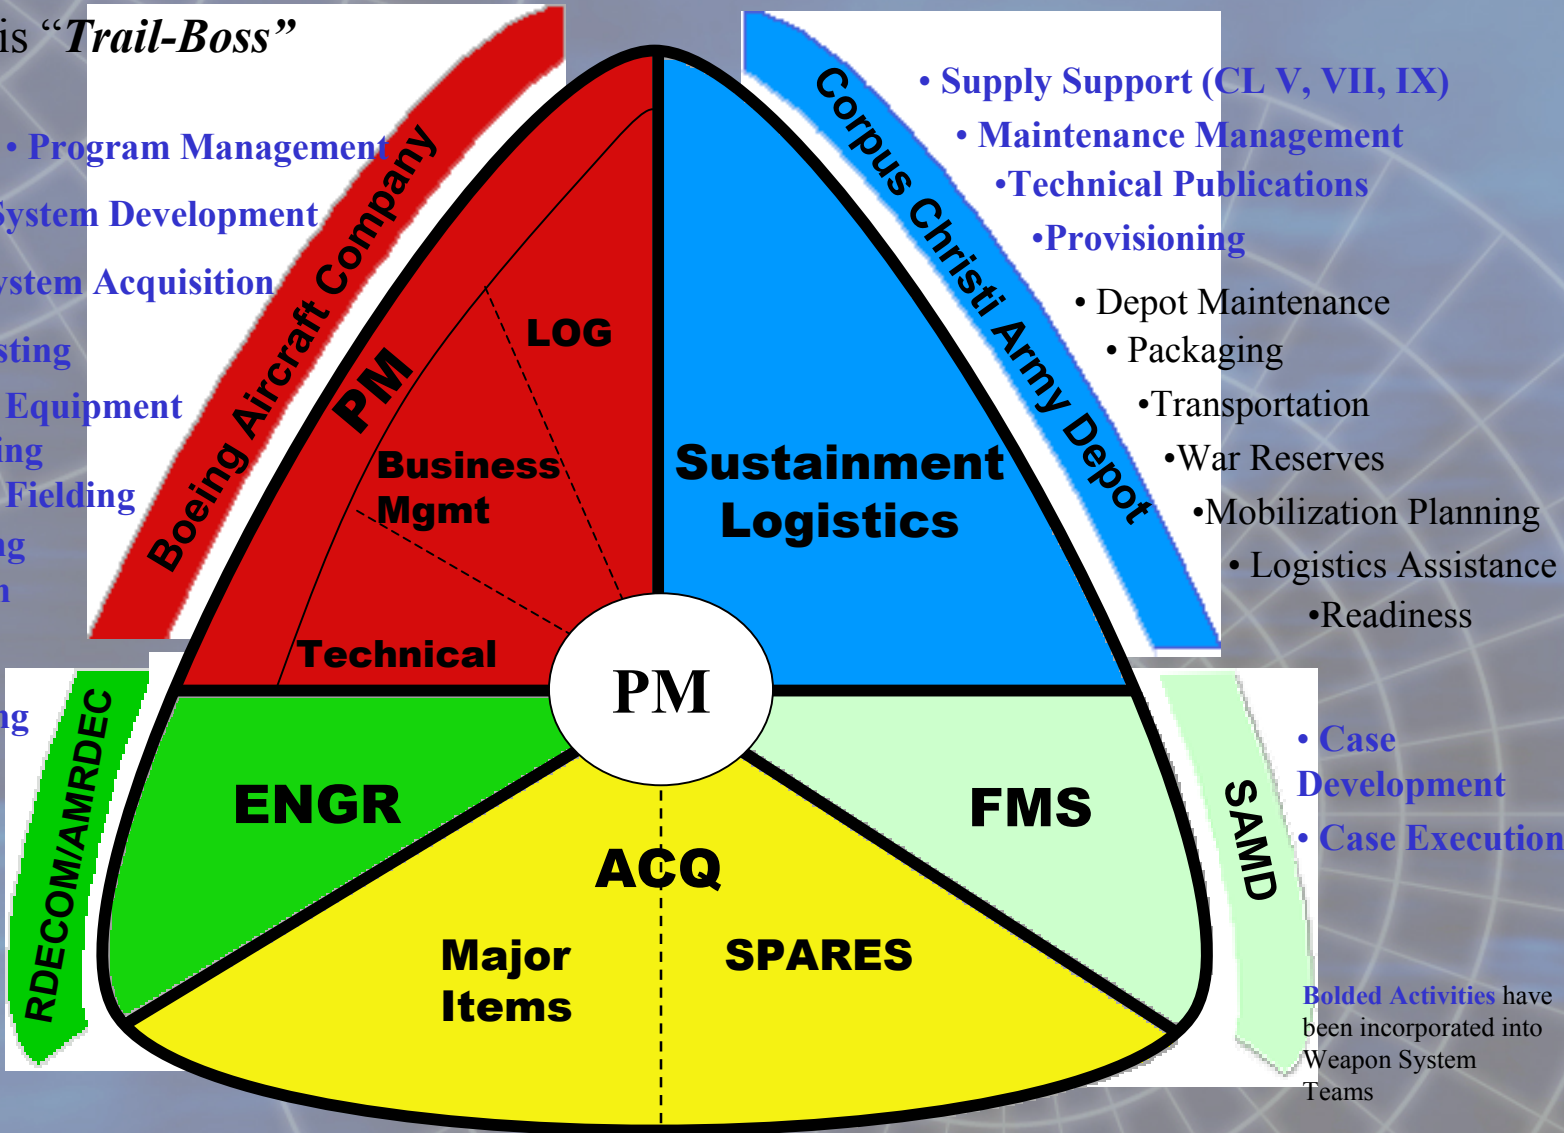 is “Trail-Boss”
• Program Management
System Development
ystem Acquisition
sting
Equipment
ing
Fielding
ng
n
ng
Boeing Aircraft Company
PM
LOG
Business
Mgmt
Technical
Sustainment
Logistics
Corpus Christi Army Depot
• Supply Support (CL V, VII, IX)
• Maintenance Management
•Technical Publications
•Provisioning
• Depot Maintenance
• Packaging
•Transportation
•War Reserves
•Mobilization Planning
• Logistics Assistance
•Readiness
PM
RDECOM/AMRDEC
ENGR
ACQ
Major
Items
SPARES
FMS
SAMD
• Case
Development
• Case Execution
Bolded Activities have
been incorporated into
Weapon System
Teams